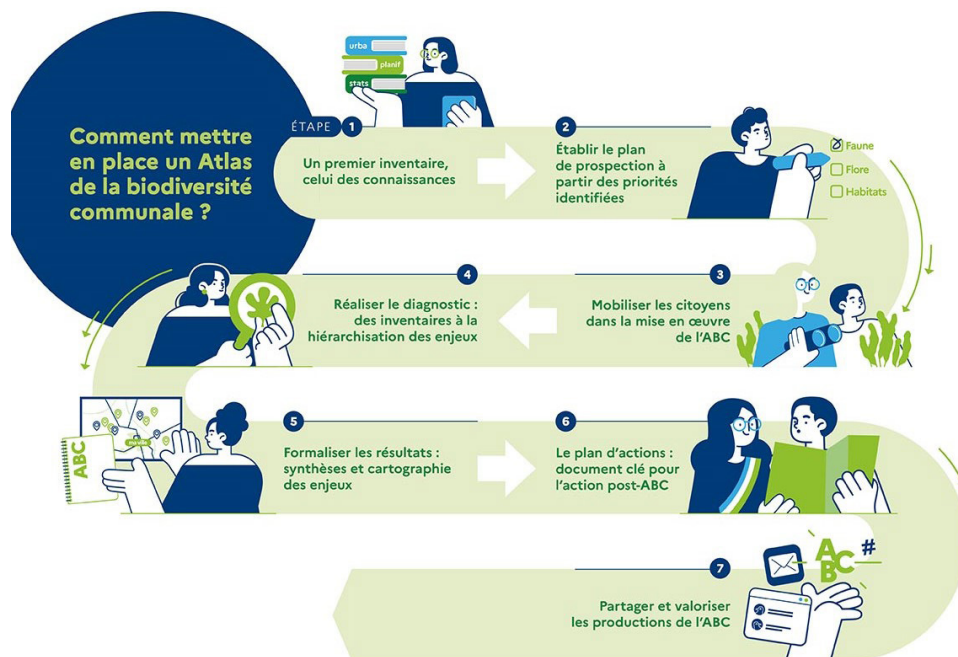 Comment mettre
en place un Atlas
de la biodiversité
communale ?
urba
planif
stats
ÉTAPE 1
Un premier inventaire,
celui des connaissances
2
Établir le plan
de prospection à
partir des priorités
identifiées
Faune
Flore
Habitats
3
Mobiliser les citoyens
dans la mise en œuvre
de l'ABC
4
Réaliser le diagnostic :
des inventaires à la
hiérarchisation des enjeux
ABC
ma ville
5
Formaliser les résultats :
synthèses et cartographie
des enjeux
6
Le plan d'actions :
document clé pour
l'action post-ABC
7
A
BC
#
Partager et valoriser
les productions de l'ABC